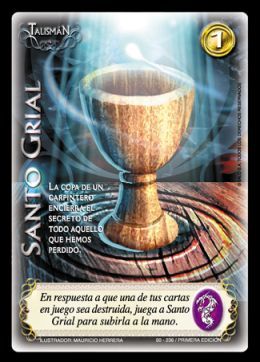 TALISMÁN
1
SANTO GRIAL
LA COPA DE UN
CARPINTERO
ENCIERRA EL
SECRETO DE
TODO AQUELLO
QUE HEMOS
PERDIDO.
En respuesta a que una de tus cartas
en juego sea destruida, juega a Santo
Grial para subirla a la mano.
ILUSTRADOR: MAURICIO HERRERA
/ PRIMERA EDICIÓN